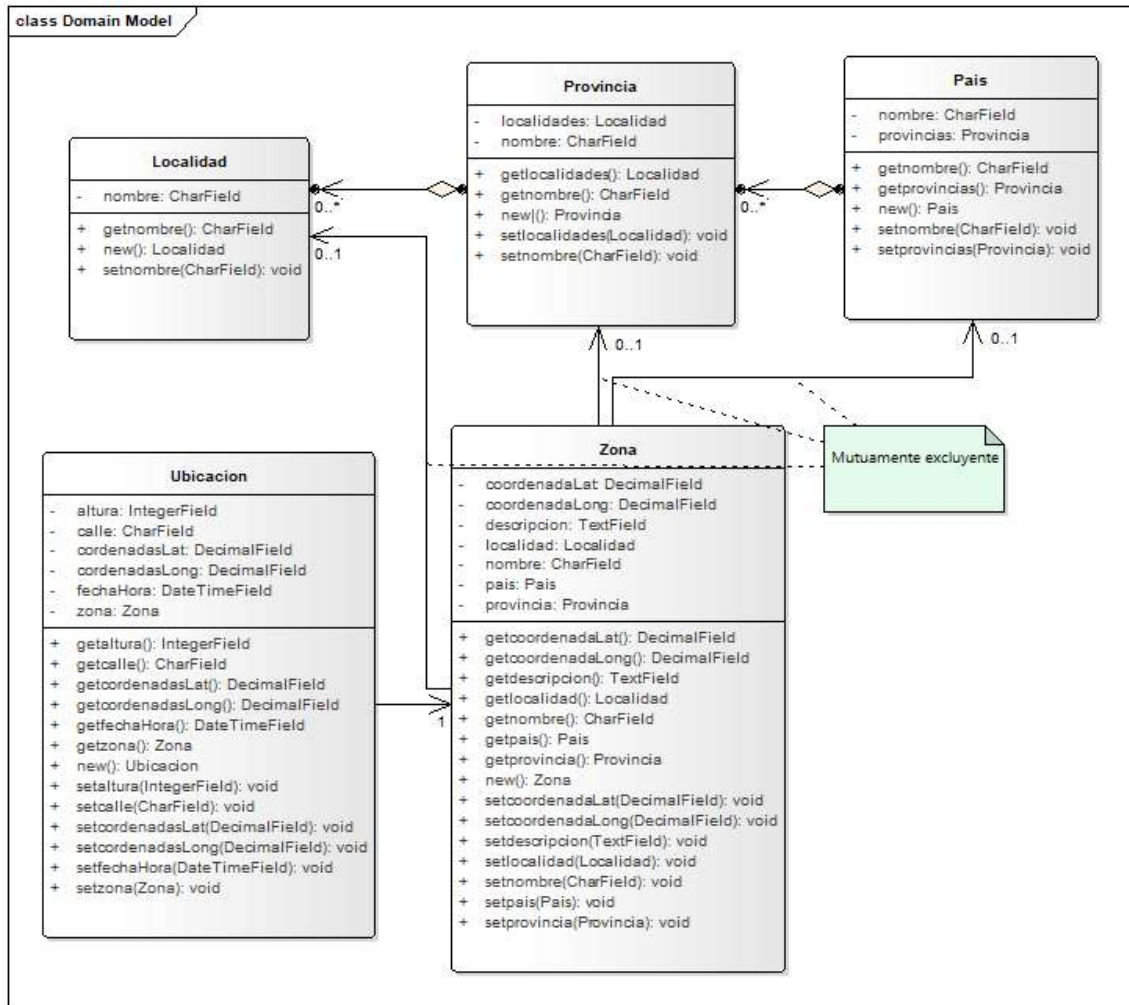 class Domain Model
Localidad
- nombre: CharField
+ getnombre(): CharField
+ new(): Localidad
+ setnombre(CharField): void
0..*
0..1
Provincia
- localidades: Localidad
- nombre: CharField
+ getlocalidades(): Localidad
+ getnombre(): CharField
+ new|(): Provincia
+ setlocalidades(Localidad): void
+ setnombre(CharField): void
0..*
Pais
- nombre: CharField
- provincias: Provincia
+ getnombre(): CharField
+ getprovincias(): Provincia
+ new(): Pais
+ setnombre(CharField): void
+ setprovincias(Provincia): void
0..1
0..1
Mutuamente excluyente
Ubicacion
- altura: IntegerField
- calle: CharField
- cordenadasLat: DecimalField
- cordenadasLong: DecimalField
- fechaHora: DateTimeField
- zona: Zona
+ getaltura(): IntegerField
+ getcalle(): CharField
+ getcordenadasLat(): DecimalField
+ getcordenadasLong(): DecimalField
+ getfechaHora(): DateTimeField
+ getzona(): Zona
+ new(): Ubicacion
+ setaltura(IntegerField): void
+ setcalle(CharField): void
+ setcordenadasLat(DecimalField): void
+ setcordenadasLong(DecimalField): void
+ setfechaHora(DateTimeField): void
+ setzona(Zona): void
1
Zona
- coordenadaLat: DecimalField
- coordenadaLong: DecimalField
- descripcion: TextField
- localidad: Localidad
- nombre: CharField
- pais: Pais
- provincia: Provincia
+ getcoordenadaLat(): DecimalField
+ getcoordenadaLong(): DecimalField
+ getdescripcion(): TextField
+ getlocalidad(): Localidad
+ getnombre(): CharField
+ getpais(): Pais
+ getprovincia(): Provincia
+ new(): Zona
+ setcoordenadaLat(DecimalField): void
+ setcoordenadaLong(DecimalField): void
+ setdescripcion(TextField): void
+ setlocalidad(Localidad): void
+ setnombre(CharField): void
+ setpais(Pais): void
+ setprovincia(Provincia): void